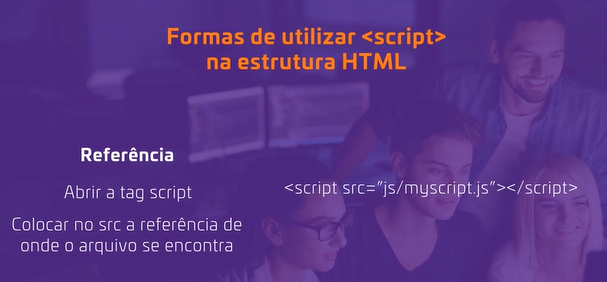 Formas de utilizar <script>
na estrutura HTML
Referência
Abrir a tag script
Colocar no src a referência de
onde o arquivo se encontra
<script src=”js/myscript.js”></script>